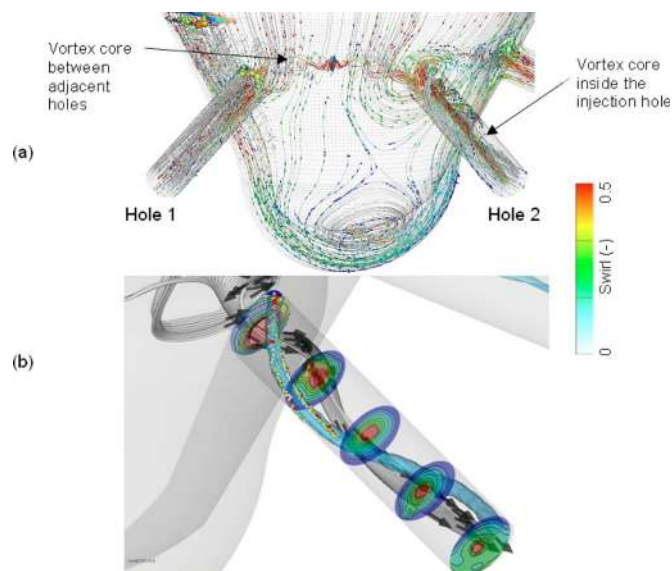 Vortex core
between
adjacent
holes
Vortex core
inside the
injection hole
(a)
Hole 1
Hole 2
0.5
Swirl (-)
0
(b)